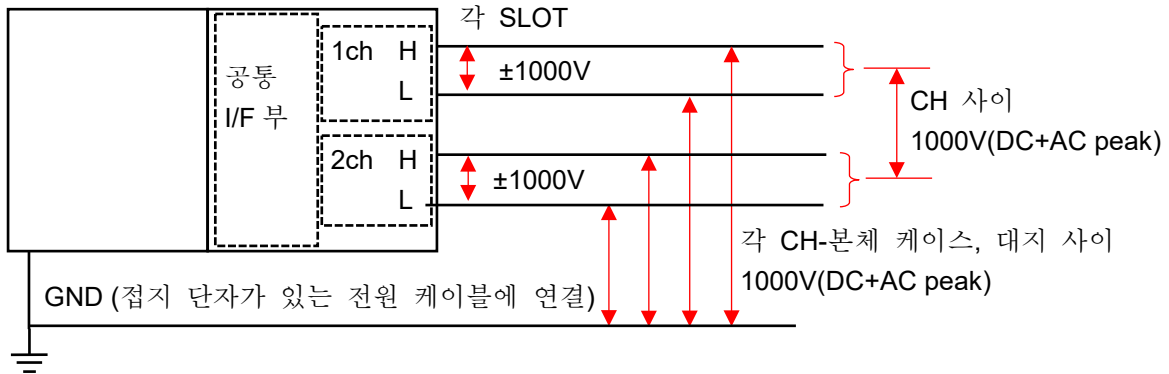 각 SLOT
공통
I/F 부
1ch H
L
±1000V
2ch H
L
±1000V
CH 사이
1000V(DC+AC peak)
각 CH-본체 케이스, 대지 사이
1000V(DC+AC peak)
GND (접지 단자가 있는 전원 케이블에 연결)